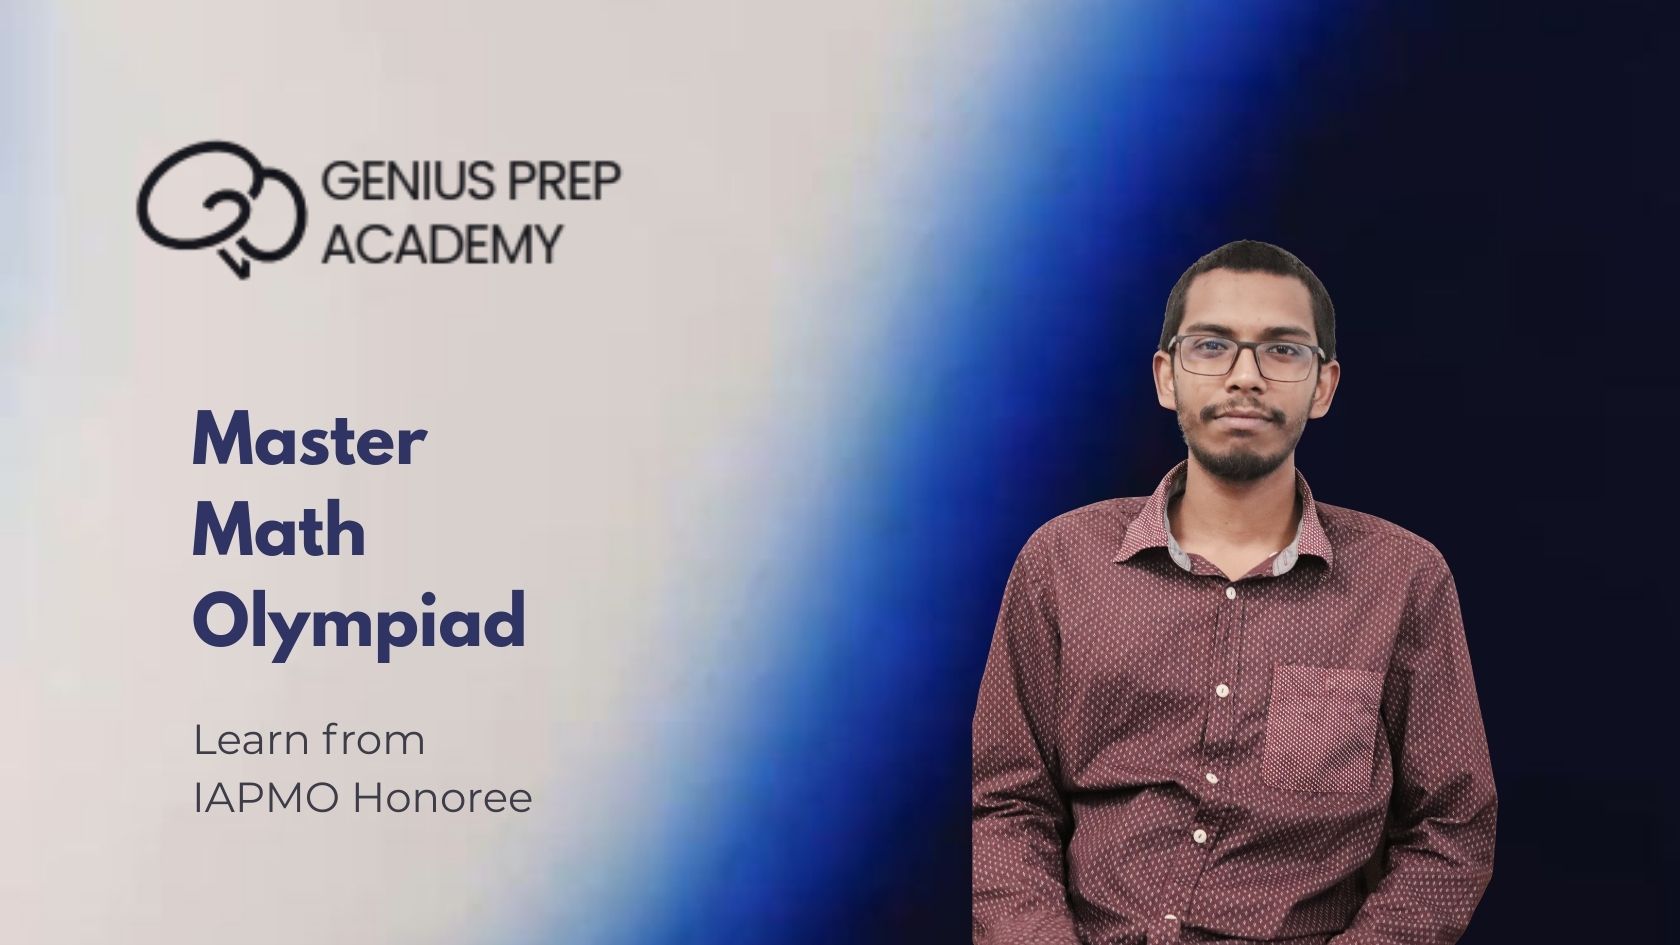 GENIUS PREP
ACADEMY
Master
Math
Olympiad
Learn from
IAPMO Honoree